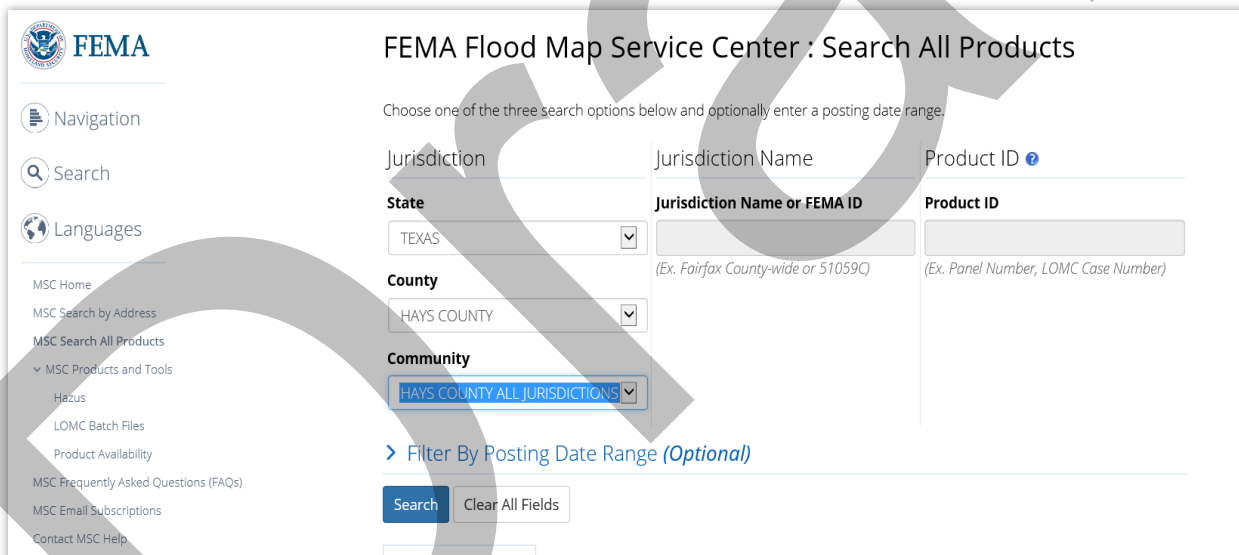 FEMA
Navigation
Search
Languages
MSC Home
MSC Search by Address
MSC Search All Products
MSC Products and Tools
Hazus
LOMC Batch Files
Product Availability
MSC Frequently Asked Questions (FAQs)
MSC Email Subscriptions
Contact MSC Help
FEMA Flood Map Service Center : Search All Products
Choose one of the three search options below and optionally enter a posting date range.
Jurisdiction
State
TEXAS
County
HAYS COUNTY
Community
HAYS COUNTY ALL JURISDICTIONS
Jurisdiction Name
Jurisdiction Name or FEMA ID
(Ex. Fairfax County-wide or 51059C)
Product ID
Product ID
(Ex. Panel Number, LOMC Case Number)
Filter By Posting Date Range (Optional)
Search Clear All Fields